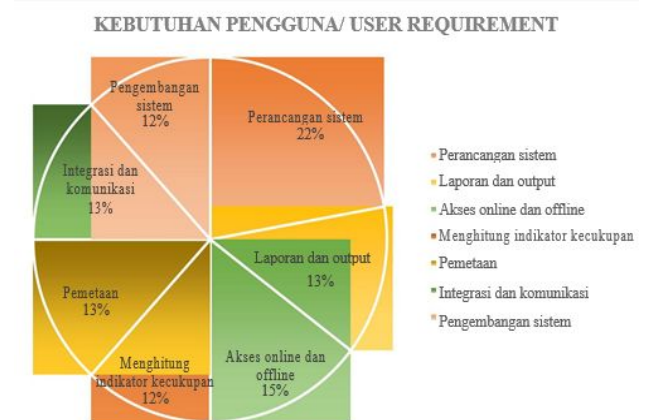 KEBUTUHAN PENGGUNA/ USER REQUIREMENT
Pengembangan
sistem
12%
Perancangan sistem
22%
Integrasi dan
komunikasi
13%
Laporan dan output
13%
Pemetaan
13%
Menghitung
indikator kecukupan
12%
Akses online dan
offline
15%
Perancangan sistem
Laporan dan output
Akses online dan offline
Menghitung indikator kecukupan
Pemetaan
Integrasi dan komunikasi
Pengembangan sistem